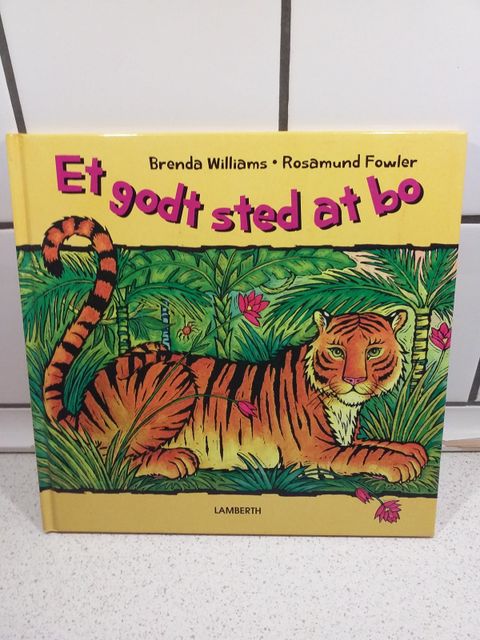 Brenda Williams • Rosamund Fowler
Et godt sted at bo
LAMBERTH